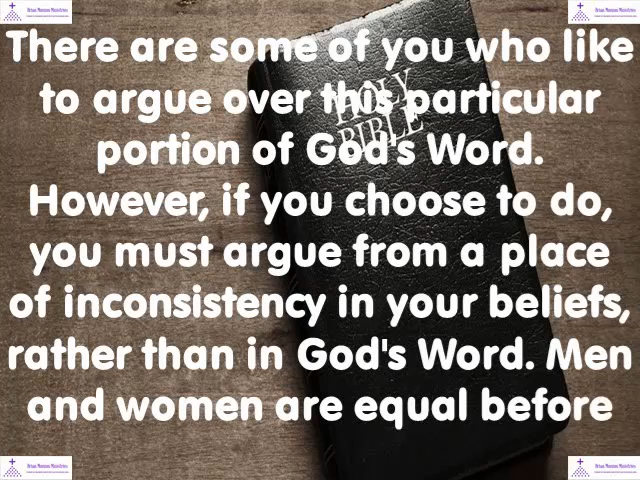 There are some of you who like
to argue over this particular
portion of God's Word.
However, if you choose to do,
you must argue from a place
of inconsistency in your beliefs,
rather than in God's Word. Men
and women are equal before
HOLY
BIBLE